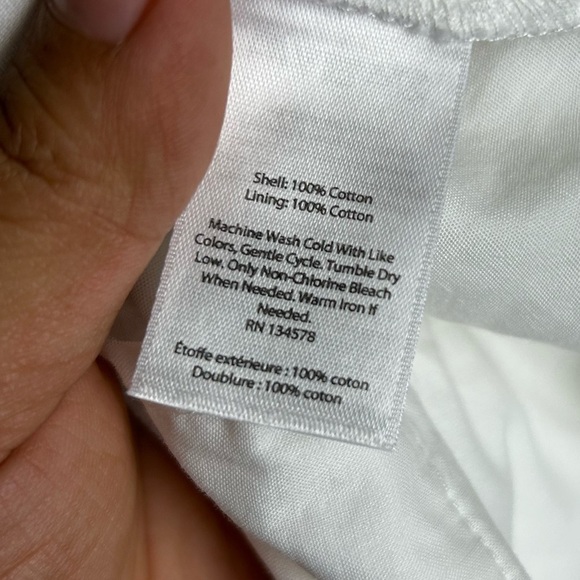 Shell: 100% Cotton
Lining: 100% Cotton
Machine Wash Cold With Like
Colors. Gentle Cycle. Tumble Dry
Low. Only Non-Chlorine Bleach
When Needed. Warm Iron If
Needed.
RN 134578
Étoffe extérieure : 100% coton
Doublure : 100% coton